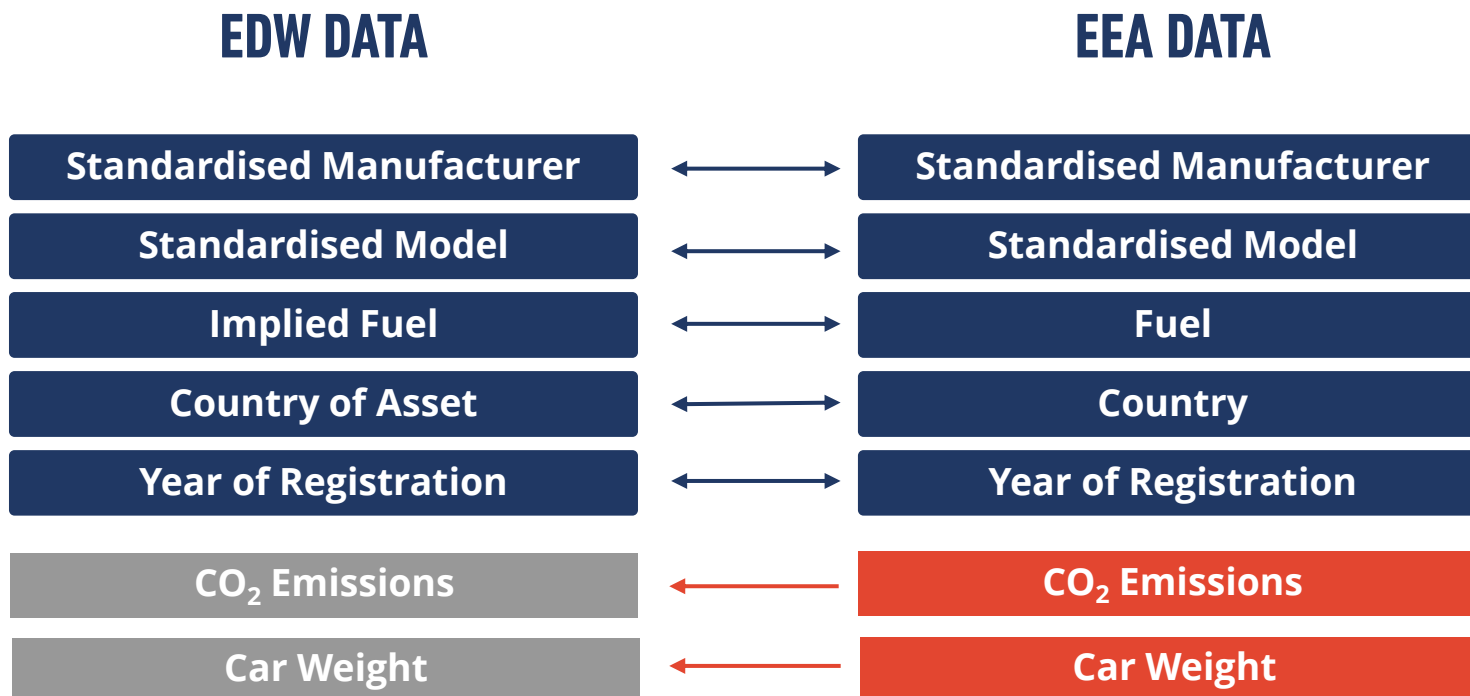 EDW DATA
EEA DATA
Standardised Manufacturer
Standardised Manufacturer
Standardised Model
Standardised Model
Implied Fuel
Fuel
Country of Asset
Country
Year of Registration
Year of Registration
CO₂ Emissions
CO₂ Emissions
Car Weight
Car Weight